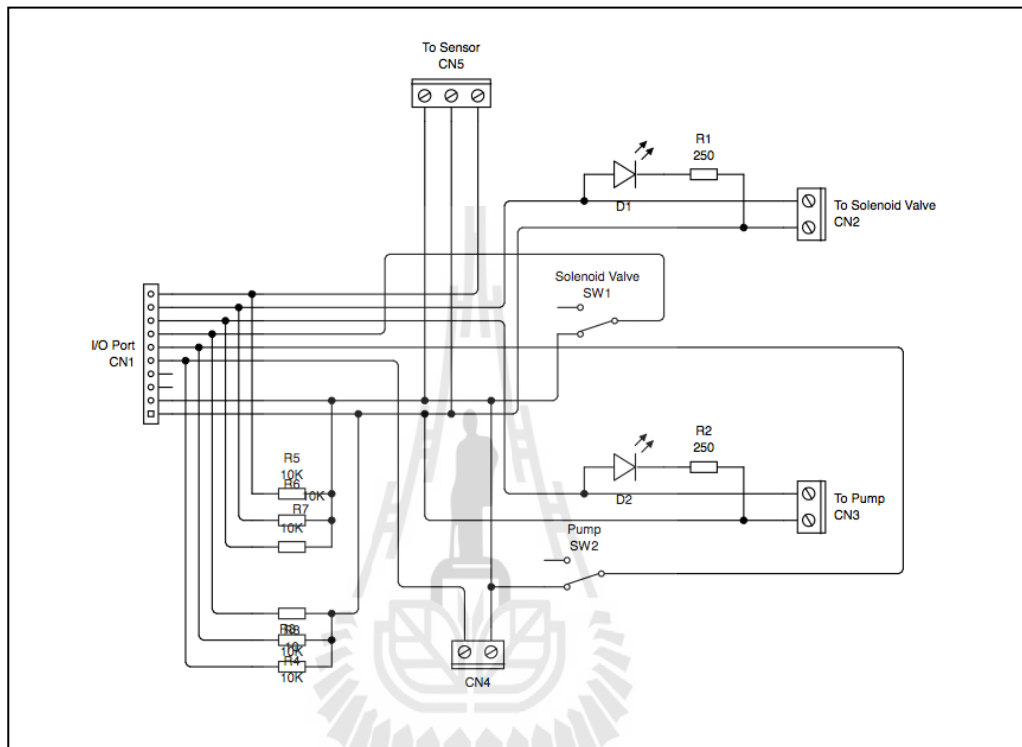 To Sensor
CN5
R1
250
D1
To Solenoid Valve
CN2
Solenoid Valve
SW1
I/O Port
CN1
R5
10K
R6
10K
R7
10K
R2
250
D2
To Pump
CN3
Pump
SW2
10K
R4
10K
CN4